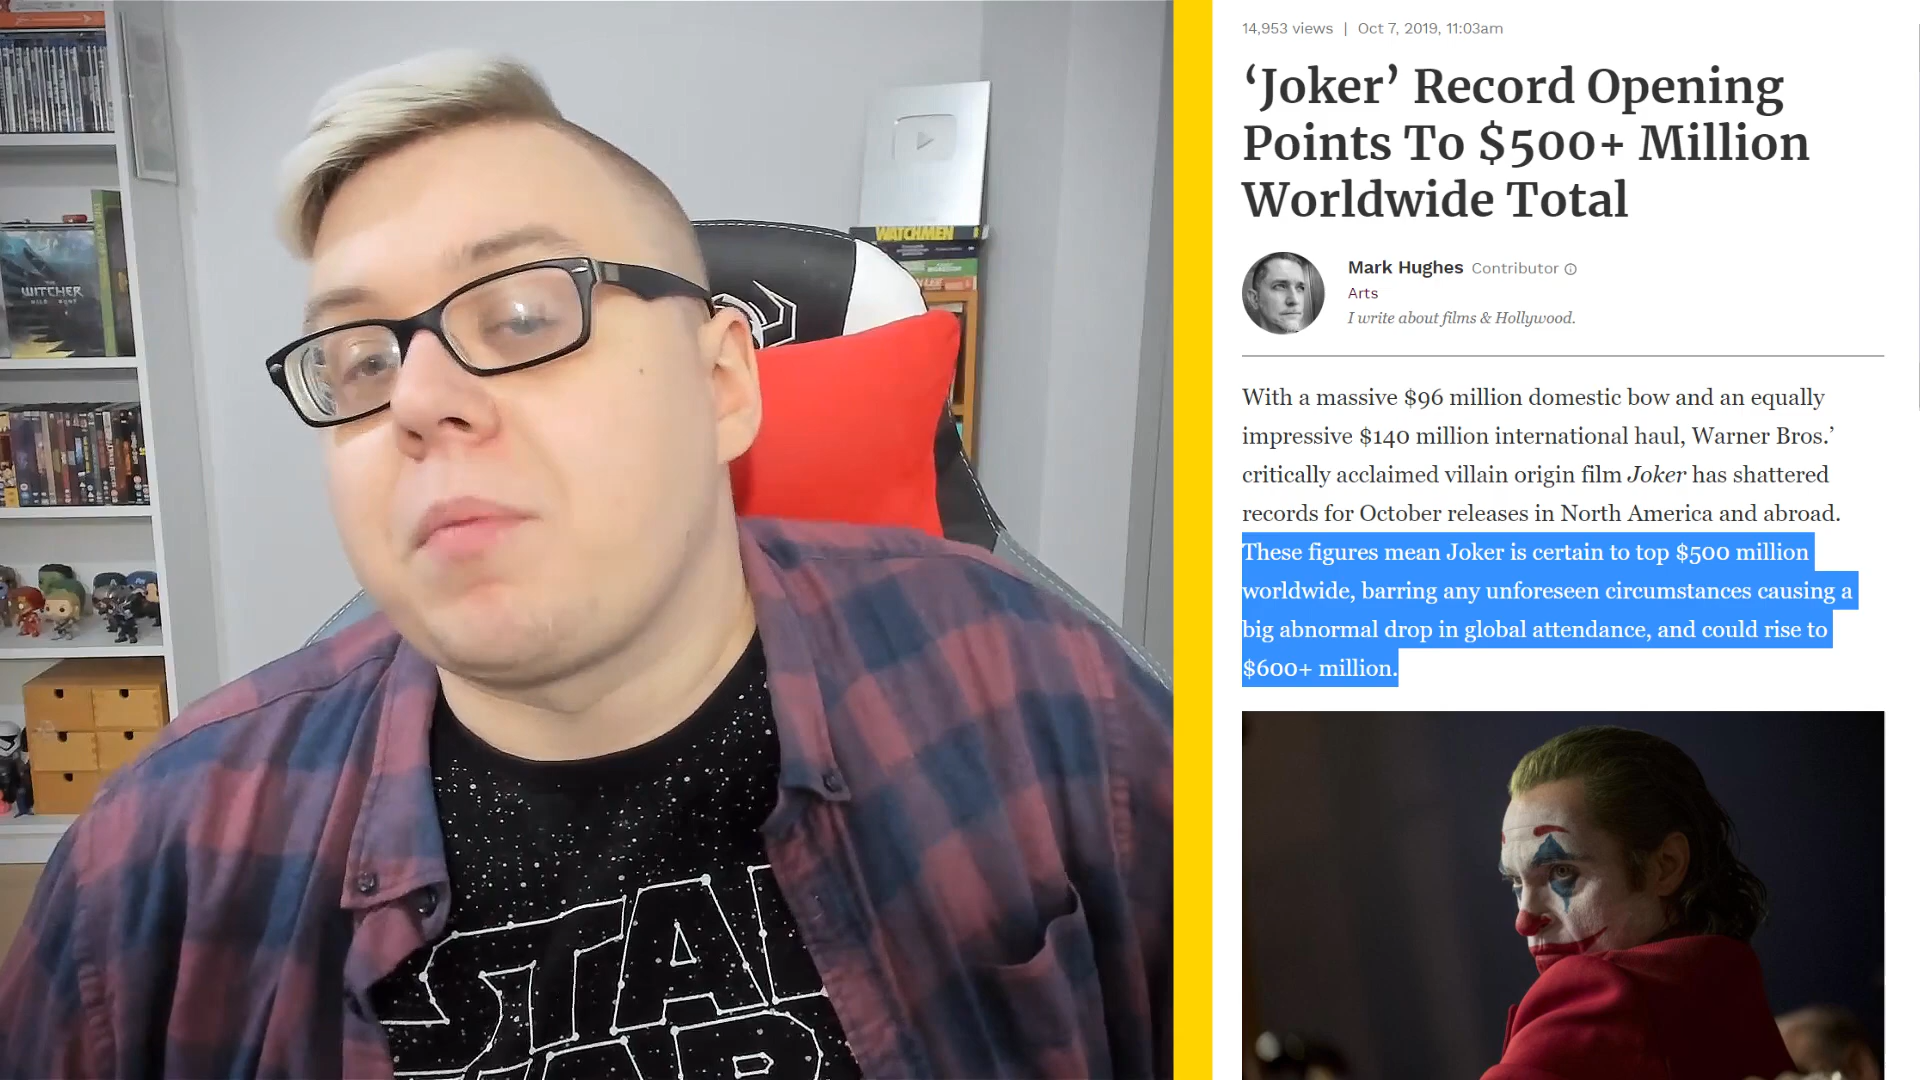 14,953 views | Oct 7, 2019, 11:03am
‘Joker’ Record Opening
Points To $500+ Million
Worldwide Total
Mark Hughes Contributor
Arts
I write about films & Hollywood.
With a massive $96 million domestic bow and an equally
impressive $140 million international haul, Warner Bros.’
critically acclaimed villain origin film Joker has shattered
records for October releases in North America and abroad.
These figures mean Joker is certain to top $500 million
worldwide, barring any unforeseen circumstances causing a
big abnormal drop in global attendance, and could rise to
$600+ million.
WATCHMEN
THE
WITCHER
WILD HUNT
STAR